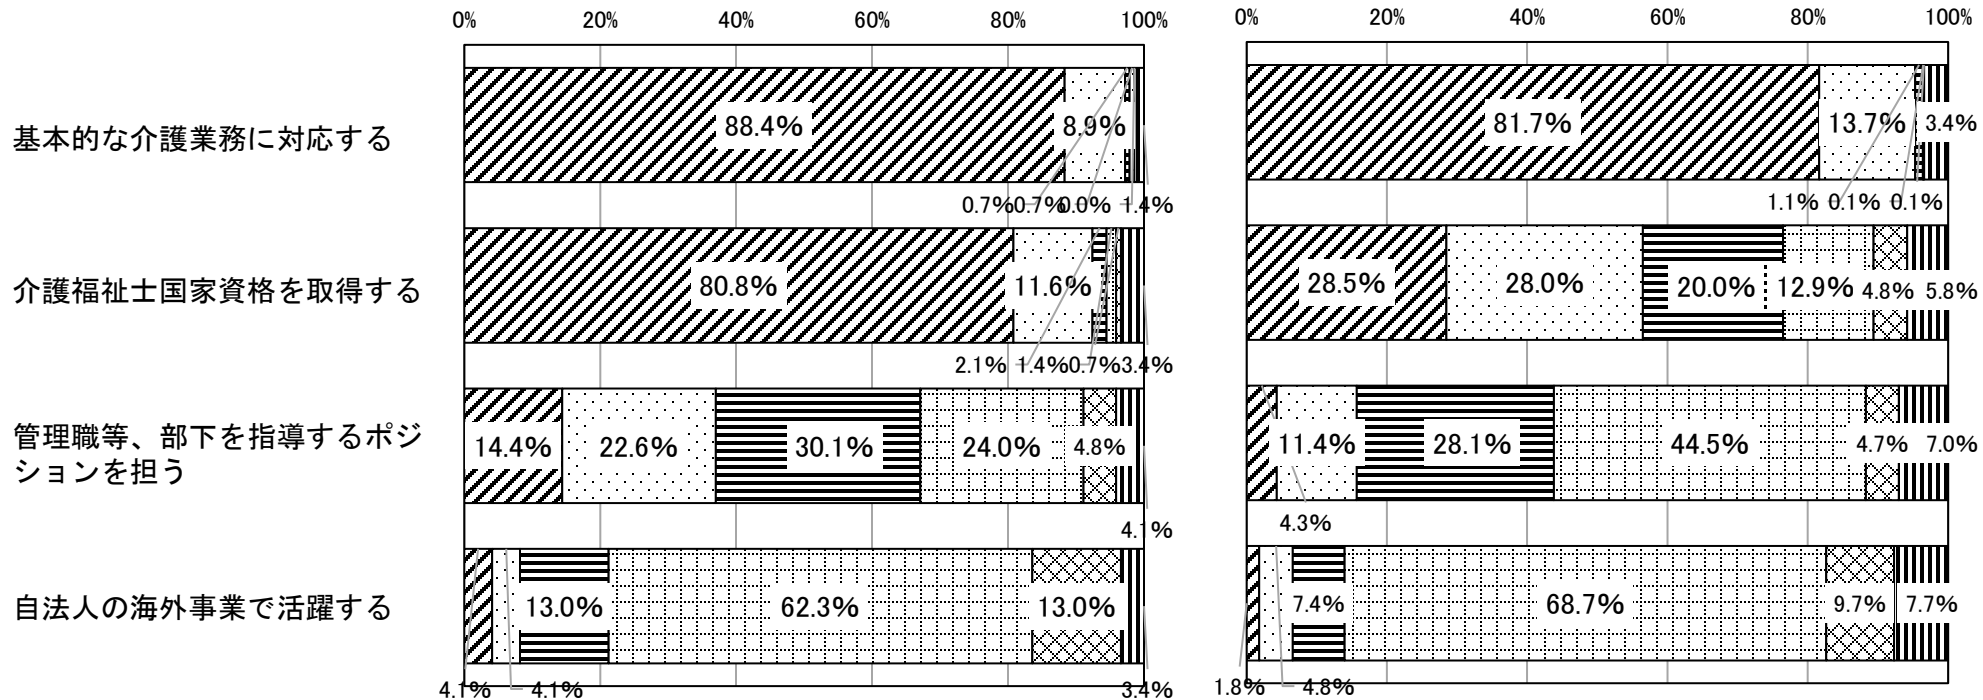 0% 20% 40% 60% 80% 100%
0% 20% 40% 60% 80% 100%
基本的な介護業務に対応する
88.4% 8.9%
0.7% 0.7% 0.0% 1.4%
81.7% 13.7% 3.4%
1.1% 0.1% 0.1%
介護福祉士国家資格を取得する
80.8% 11.6%
2.1% 1.4% 0.7% 3.4%
28.5% 28.0% 20.0% 12.9% 4.8% 5.8%
管理職等、部下を指導するポジ
ションを担う
14.4% 22.6% 30.1% 24.0% 4.8%
4.1%
11.4% 28.1% 44.5% 4.7% 7.0%
4.3%
自法人の海外事業で活躍する
13.0% 62.3% 13.0%
4.1% 4.1% 3.4%
7.4% 68.7% 9.7% 7.7%
1.8% 4.8%